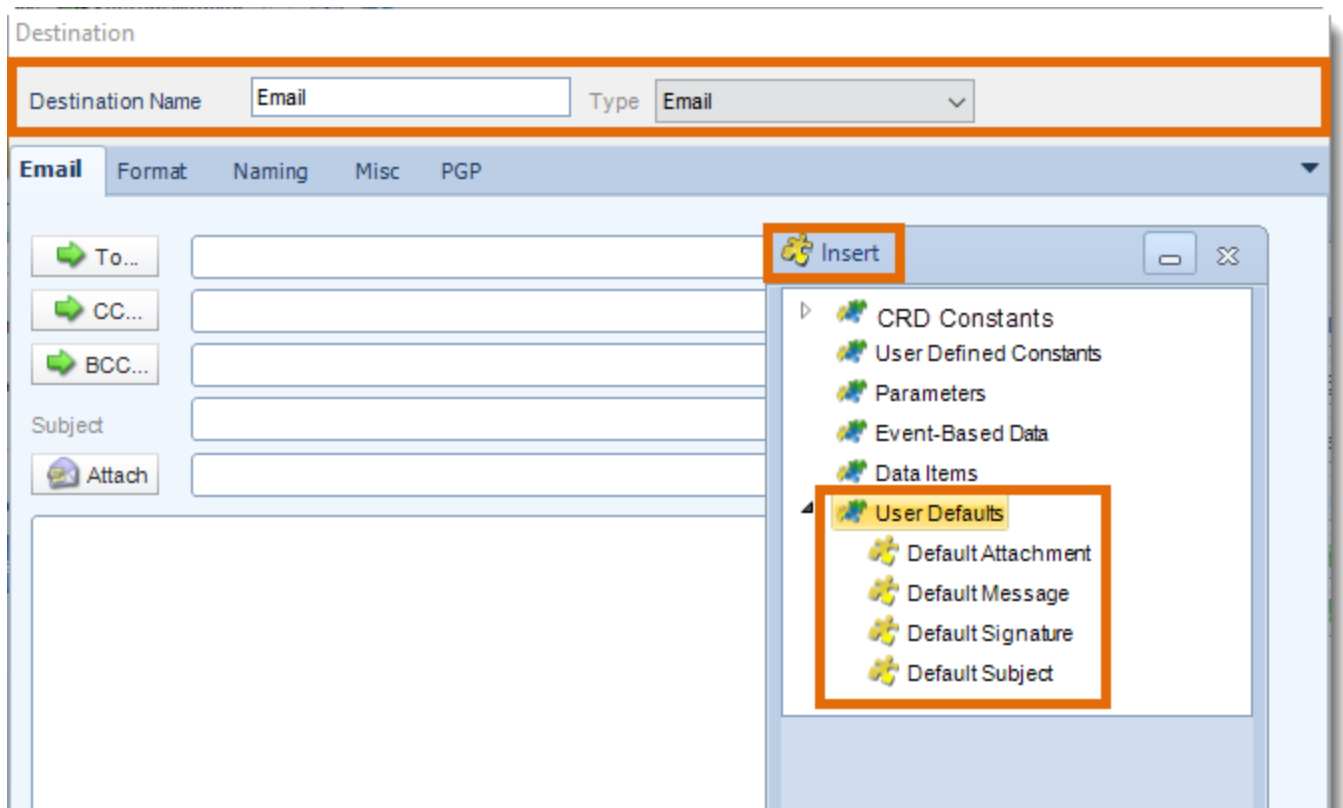 Destination
Destination Name Email Type Email
Email Format Naming Misc PGP
To...
CC...
BCC...
Subject
Attach
Insert
CRD Constants
User Defined Constants
Parameters
Event-Based Data
Data Items
User Defaults
Default Attachment
Default Message
Default Signature
Default Subject